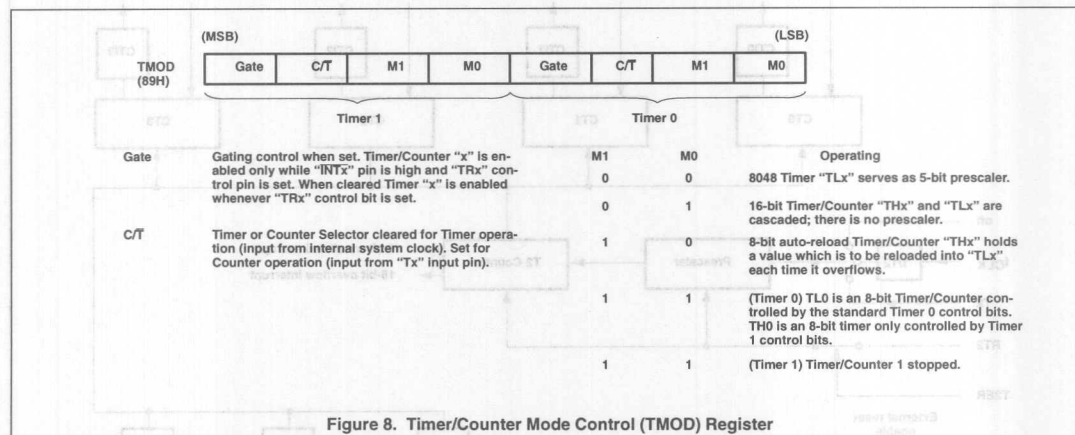 (MSB) (LSB)
TMOD
(89H)
Gate C/T̅ M1 M0 Gate C/T̅ M1 M0
Timer 1 Timer 0
Gate Gating control when set. Timer/Counter “x” is en-
abled only while “I̅N̅T̅x̅” pin is high and “TRx” con-
trol pin is set. When cleared Timer “x” is enabled
whenever “TRx” control bit is set.
C/T̅ Timer or Counter Selector cleared for Timer opera-
tion (input from internal system clock). Set for
Counter operation (input from “Tx” input pin).
M1 M0 Operating
0 0 8048 Timer “TLx” serves as 5-bit prescaler.
0 1 16-bit Timer/Counter “THx” and “TLx” are
cascaded; there is no prescaler.
1 0 8-bit auto-reload Timer/Counter “THx” holds
a value which is to be reloaded into “TLx”
each time it overflows.
1 1 (Timer 0) TL0 is an 8-bit Timer/Counter con-
trolled by the standard Timer 0 control bits.
TH0 is an 8-bit timer only controlled by Timer
1 control bits.
1 1 (Timer 1) Timer/Counter 1 stopped.
Figure 8. Timer/Counter Mode Control (TMOD) Register